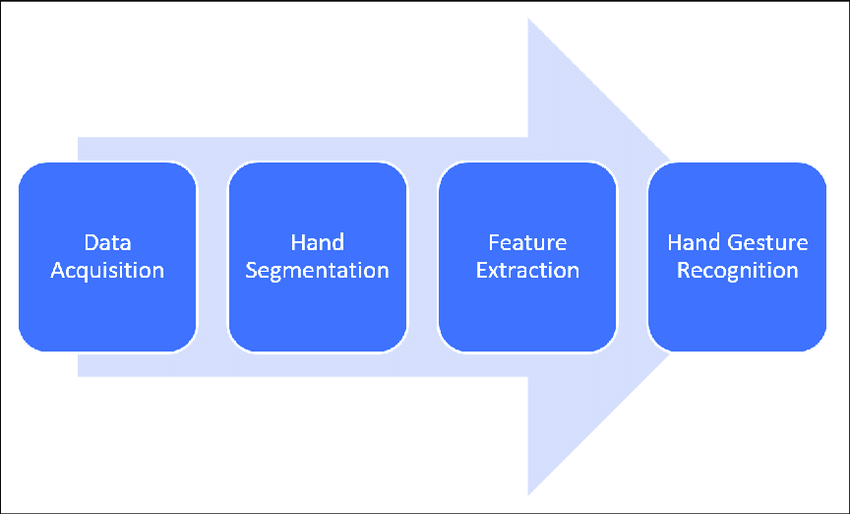 Data
Acquisition
Hand
Segmentation
Feature
Extraction
Hand Gesture
Recognition